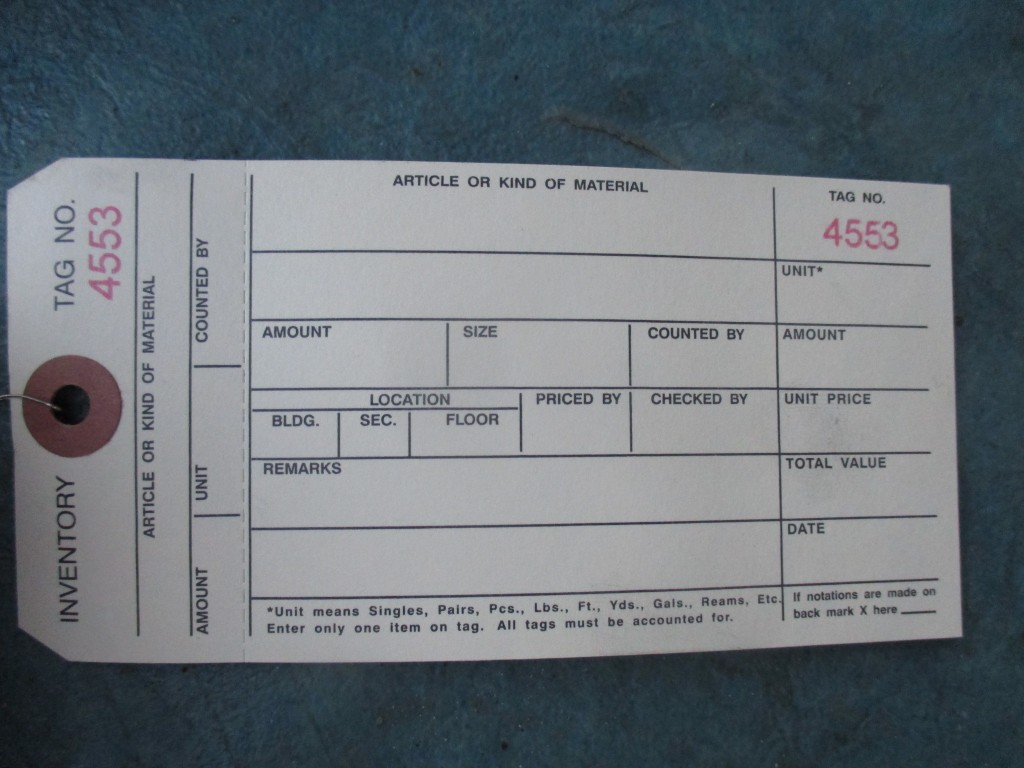 INVENTORY TAG NO.
4553
ARTICLE OR KIND OF MATERIAL
AMOUNT UNIT COUNTED BY
ARTICLE OR KIND OF MATERIAL
TAG NO.
4553
UNIT*
AMOUNT SIZE COUNTED BY AMOUNT
LOCATION PRICED BY CHECKED BY UNIT PRICE
BLDG. SEC. FLOOR
REMARKS TOTAL VALUE
DATE
*Unit means Singles, Pairs, Pcs., Lbs., Ft., Yds., Gals., Reams, Etc.
Enter only one item on tag. All tags must be accounted for.
If notations are made on
back mark X here